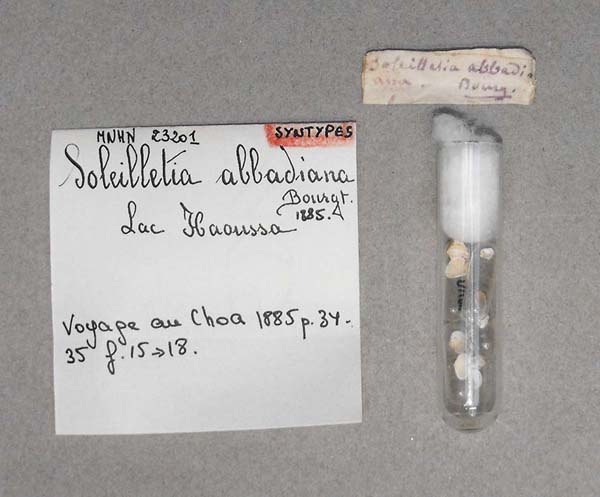 MNHN 23201 SYNTYPES
Soleilletia abbadiana
Bourgt.
1885.
Lac Haoussa
Voyage au Choa 1885 p. 34-
35 f. 15→18.
Soleilletia abbadi-
ana. Bourg.